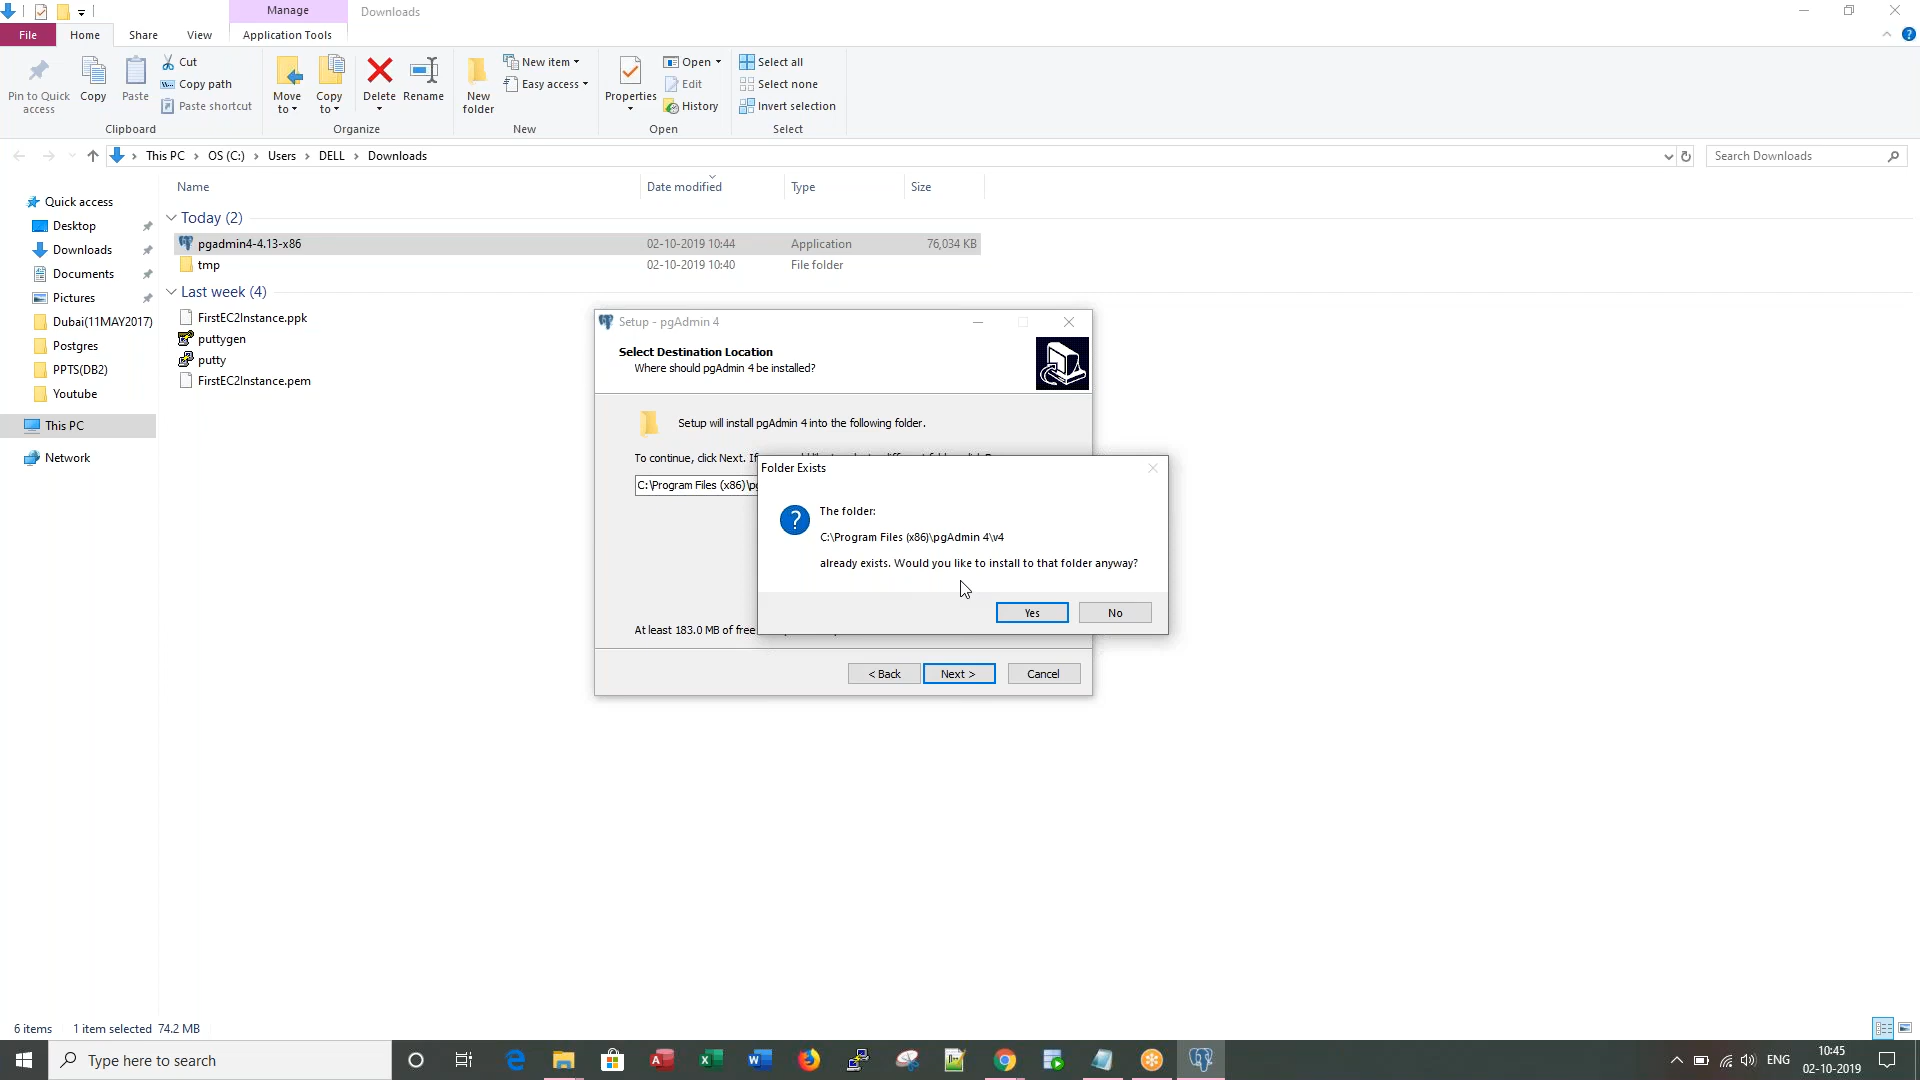 Manage
Downloads
File
Home
Share
View
Application Tools
Pin to Quick access
Copy
Paste
Cut
Copy path
Paste shortcut
Clipboard
Move to
Copy to
Delete
Rename
Organize
New folder
New item
Easy access
New
Properties
Open
Edit
History
Open
Select all
Select none
Invert selection
Select
This PC
OS (C:)
Users
DELL
Downloads
Search Downloads
Name
Date modified
Type
Size
Quick access
Desktop
Downloads
Documents
Pictures
Dubai(11MAY2017)
Postgres
PPTS(DB2)
Youtube
This PC
Network
Today (2)
pgadmin4-4.13-x86 02-10-2019 10:44 Application 76,034 KB
tmp 02-10-2019 10:40 File folder
Last week (4)
FirstEC2Instance.ppk
puttygen
putty
FirstEC2Instance.pem
Setup - pgAdmin 4
Select Destination Location
Where should pgAdmin 4 be installed?
Setup will install pgAdmin 4 into the following folder.
To continue, click Next. If
C:\Program Files (x86)\
At least 183.0 MB of free
< Back
Next >
Cancel
Folder Exists
The folder:
C:\Program Files (x86)\pgAdmin 4\v4
already exists. Would you like to install to that folder anyway?
Yes
No
6 items 1 item selected 74.2 MB
Type here to search
ENG
10:45
02-10-2019